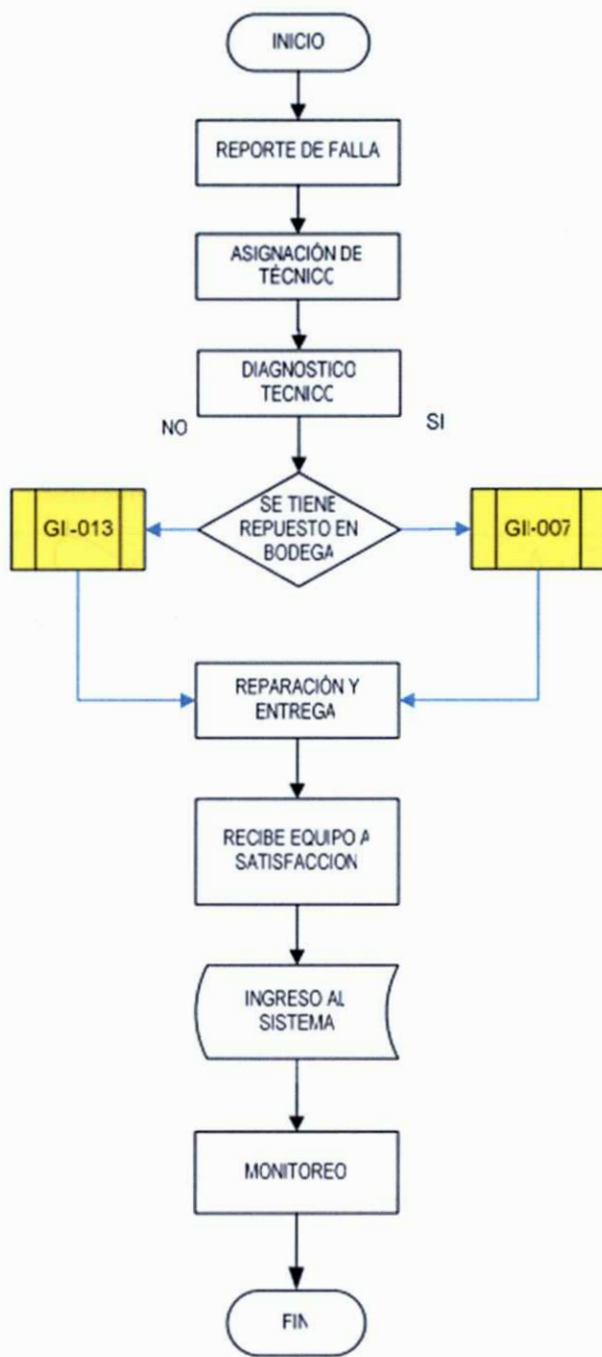 INICIO
REPORTE DE FALLA
ASIGNACIÓN DE
TÉCNICO
DIAGNOSTICO
TECNICO
NO
SI
SE TIENE
REPUESTO EN
BODEGA
GII-013
GII-007
REPARACIÓN Y
ENTREGA
RECIBE EQUIPO A
SATISFACCION
INGRESO AL
SISTEMA
MONITOREO
FIN